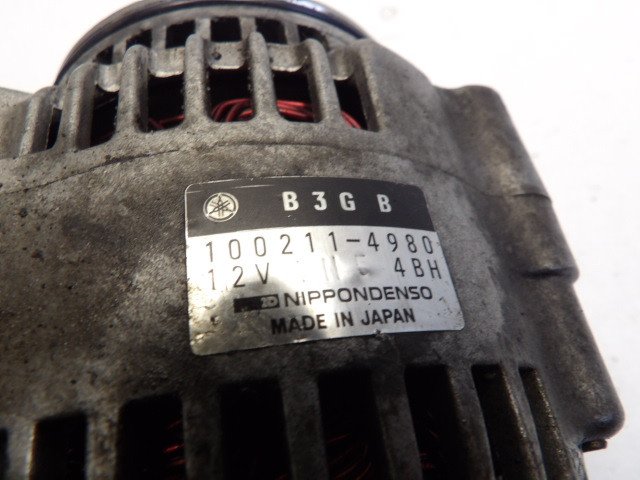 B3G B
100211-4980
12V 4BH
NIPPONDENSO
MADE IN JAPAN